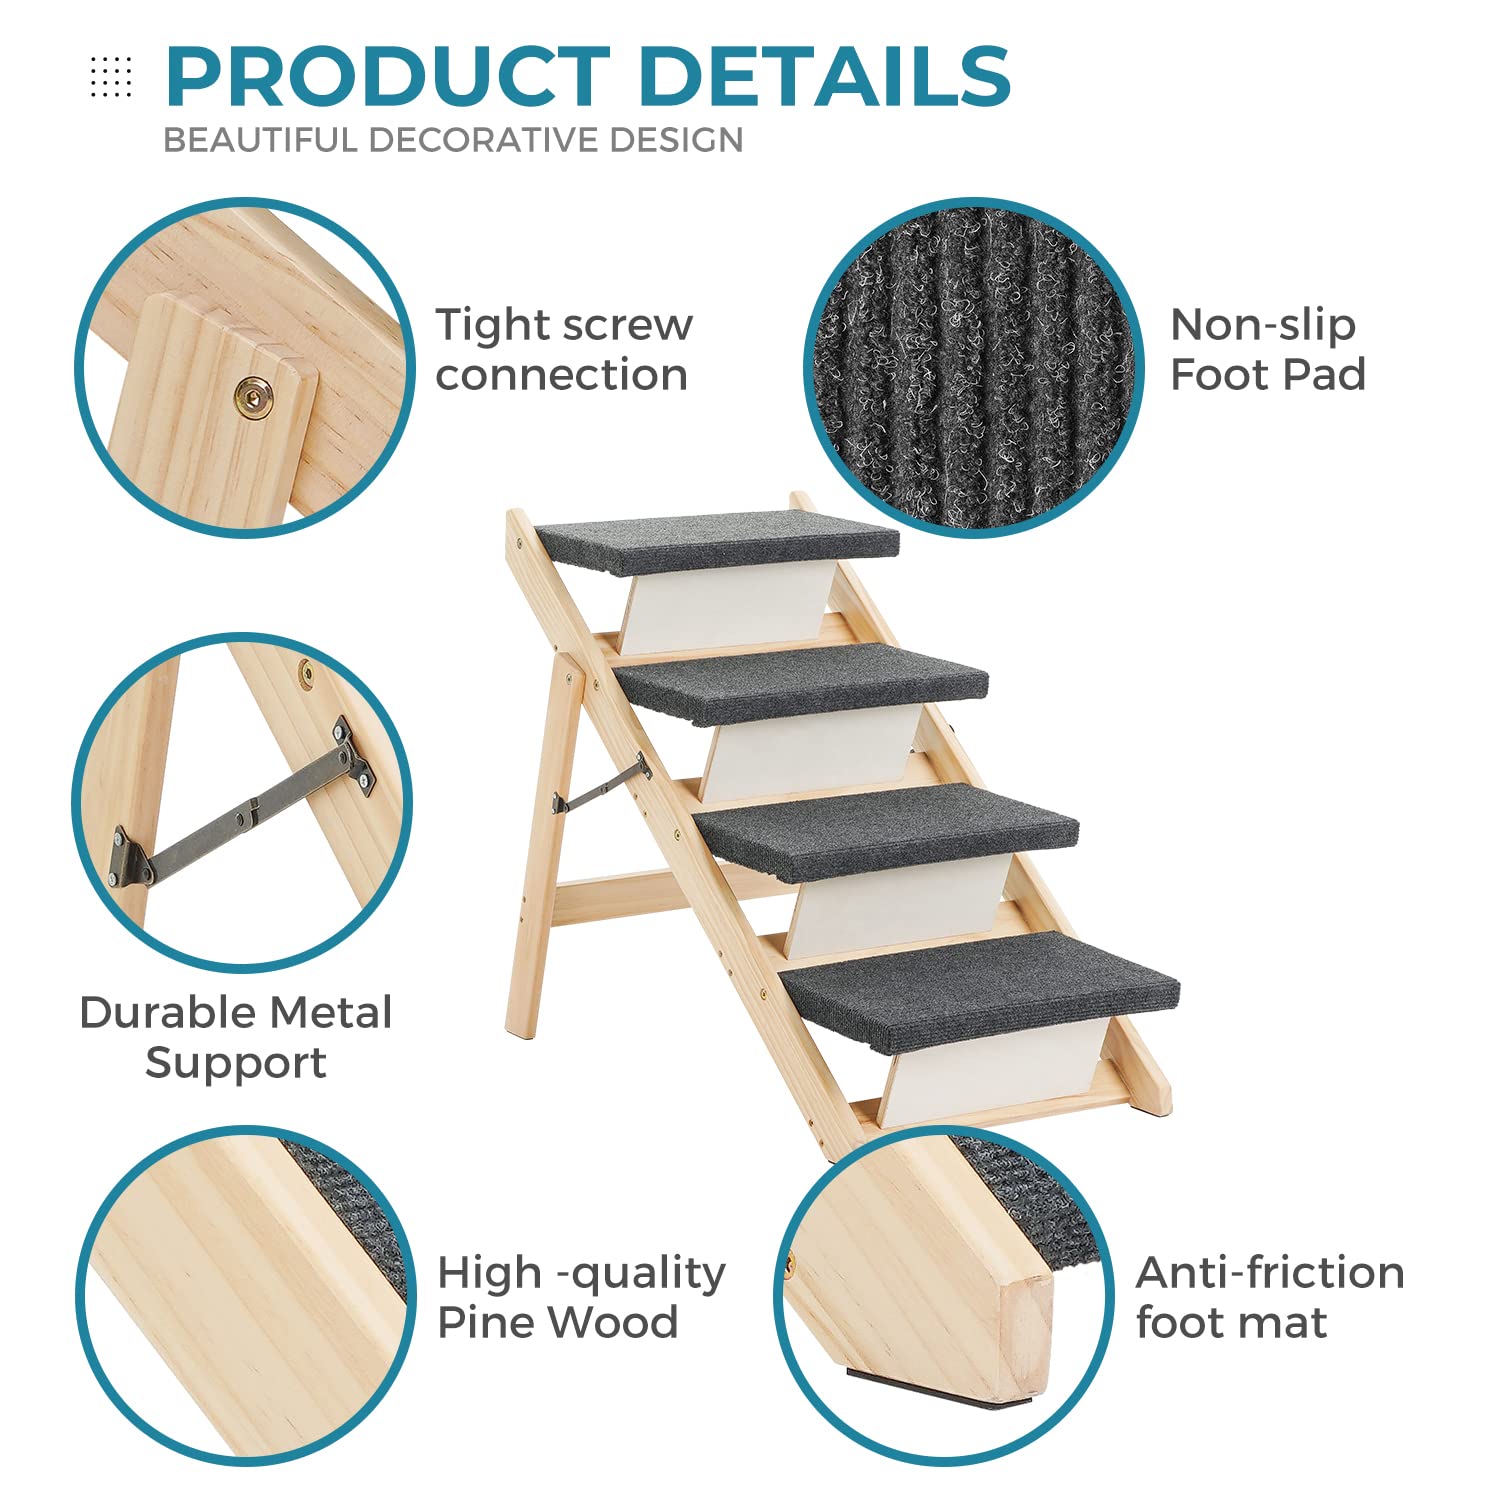 PRODUCT DETAILS
BEAUTIFUL DECORATIVE DESIGN
Tight screw
connection
Non-slip
Foot Pad
Durable Metal
Support
High -quality
Pine Wood
Anti-friction
foot mat